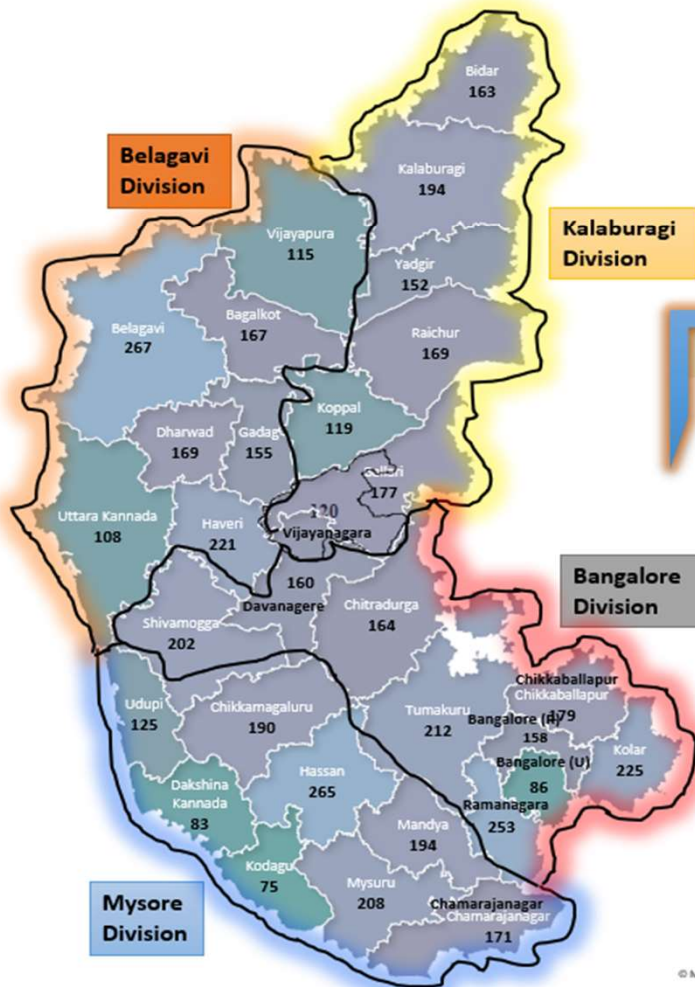 Bidar
163
Belagavi
Division
Kalaburagi
194
Vijayapura
115
Kalaburagi
Division
Yadgir
152
Belagavi
267
Bagalkot
167
Raichur
169
Koppal
119
Dharwad
169
Gadag
155
Ballari
177
120
Vijayanagara
Uttara Kannada
108
Haveri
221
Bangalore
Division
160
Davanagere
Chitradurga
164
Shivamogga
202
Udupi
125
Chikkamagaluru
190
Tumakuru
212
Chikkaballapur
Chikkaballapur
179
Bangalore (R)
158
Bangalore (U)
86
Kolar
225
Hassan
265
Dakshina
Kannada
83
Ramanagara
253
Mandya
194
Kodagu
75
Mysuru
208
Chamarajanagar
Chamarajanagar
171
Mysore
Division
© M